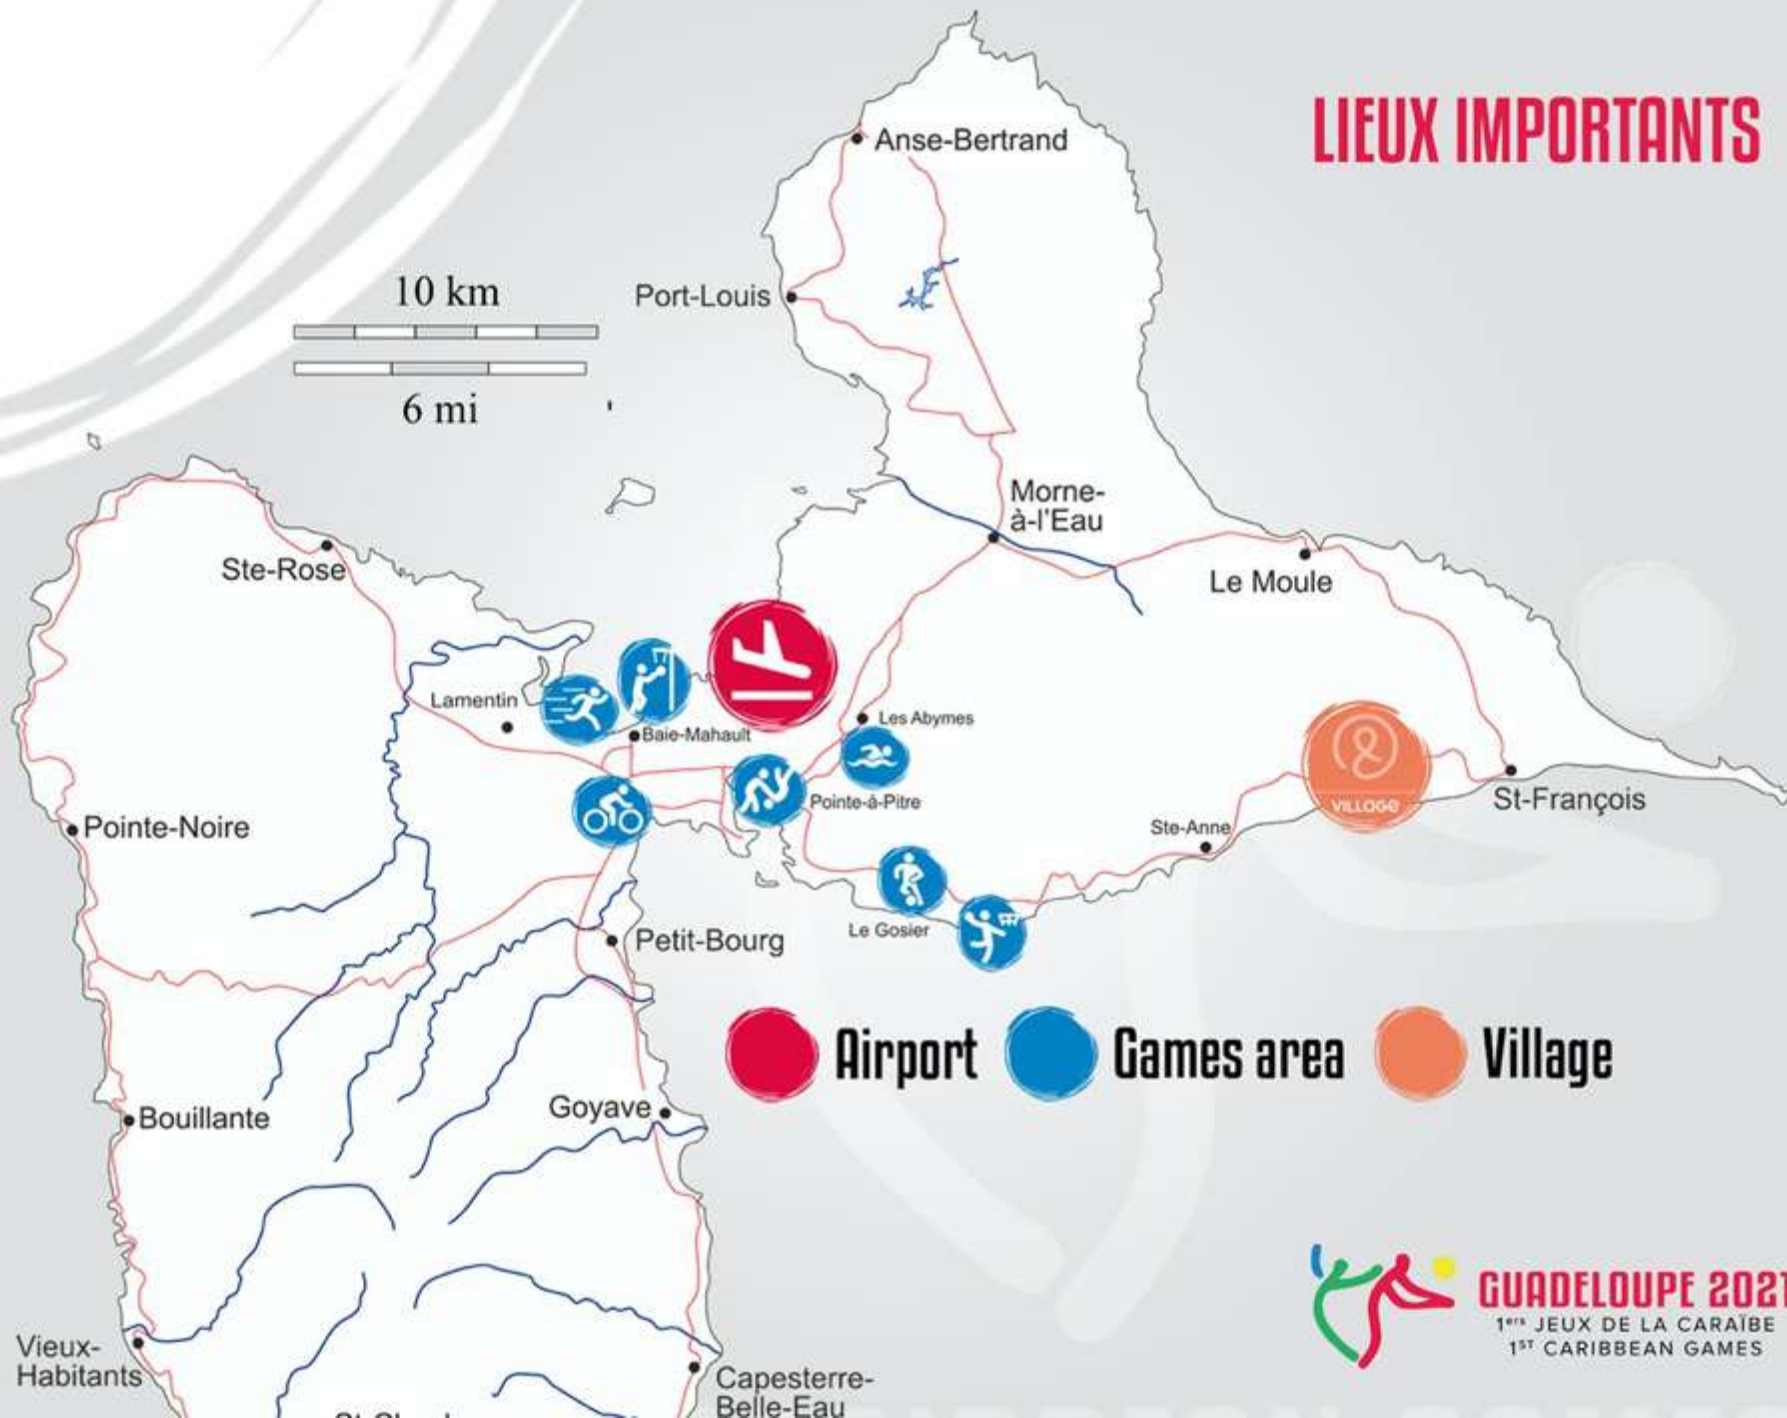 LIEUX IMPORTANTS
Anse-Bertrand
10 km
Port-Louis
6 mi
Morne-
à-l'Eau
Ste-Rose
Le Moule
Lamentin
Les Abymes
Baie-Mahault
VILLAGE
Pointe-à-Pitre
St-François
Pointe-Noire
Ste-Anne
Le Gosier
Petit-Bourg
Airport
Games area
Village
Goyave
Bouillante
GUADELOUPE 2021
1ers JEUX DE LA CARAÏBE
1ST CARIBBEAN GAMES
Vieux-
Habitants
Capesterre-
Belle-Eau